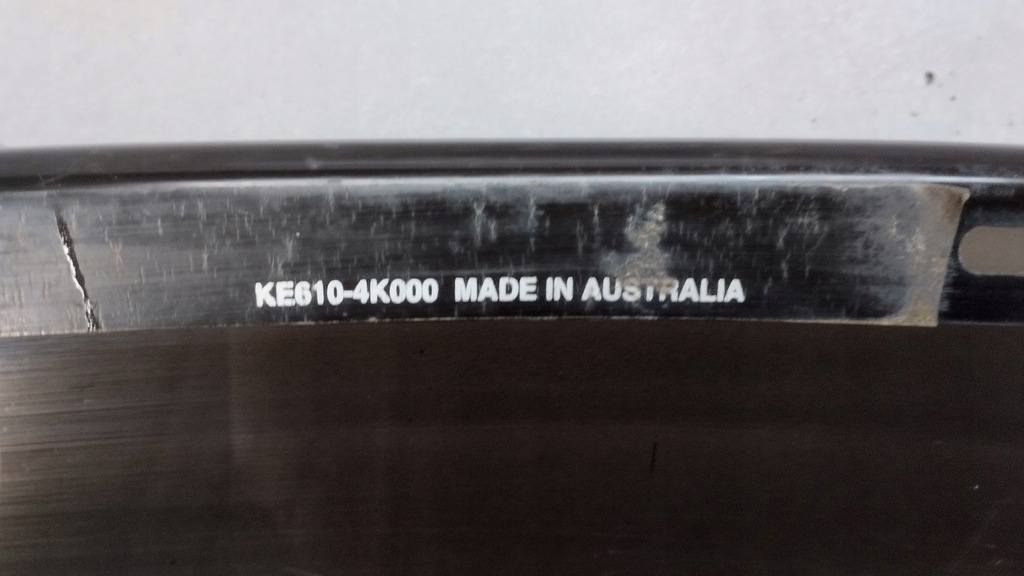 KE610-4K000 MADE IN AUSTRALIA